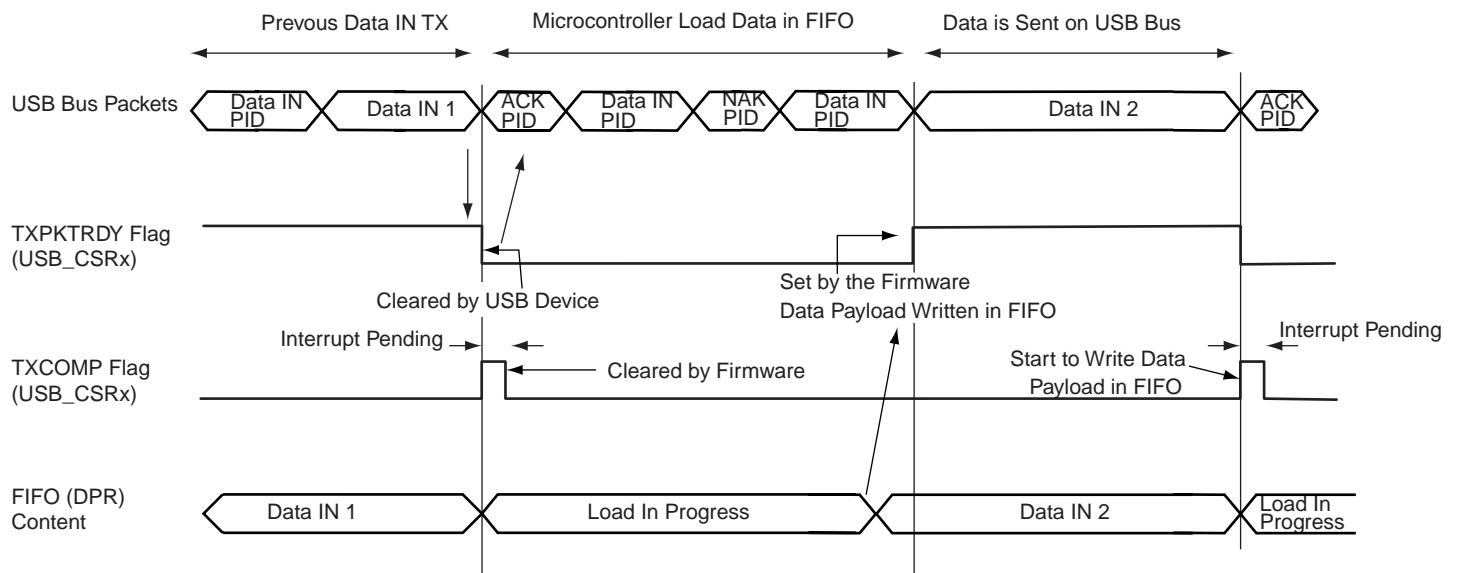 Prevous Data IN TX
Microcontroller Load Data in FIFO
Data is Sent on USB Bus
USB Bus Packets
Data IN
PID
Data IN 1
ACK
PID
Data IN
PID
NAK
PID
Data IN
PID
Data IN 2
ACK
PID
TXPKTRDY Flag
(USB_CSRx)
Cleared by USB Device
Set by the Firmware
Data Payload Written in FIFO
Interrupt Pending
Interrupt Pending
TXCOMP Flag
(USB_CSRx)
Cleared by Firmware
Start to Write Data
Payload in FIFO
FIFO (DPR)
Content
Data IN 1
Load In Progress
Data IN 2
Load In
Progress